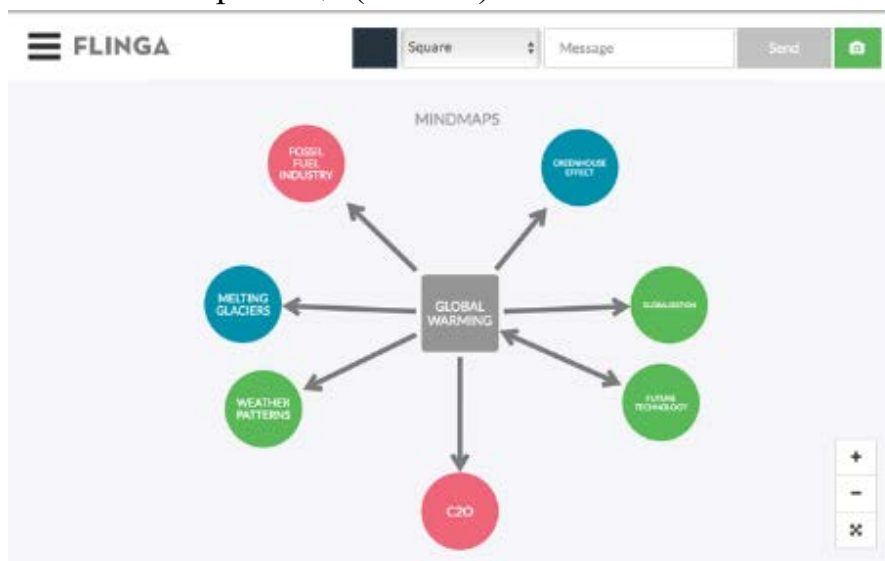 FLINGA
Square
Message
Send
MINDMAPS
FOSSIL
FUEL
INDUSTRY
GREENHOUSE
EFFECT
MELTING
GLACIERS
GLOBAL
WARMING
GLOBALISATION
WEATHER
PATTERNS
FUTURE
TECHNOLOGY
C2O